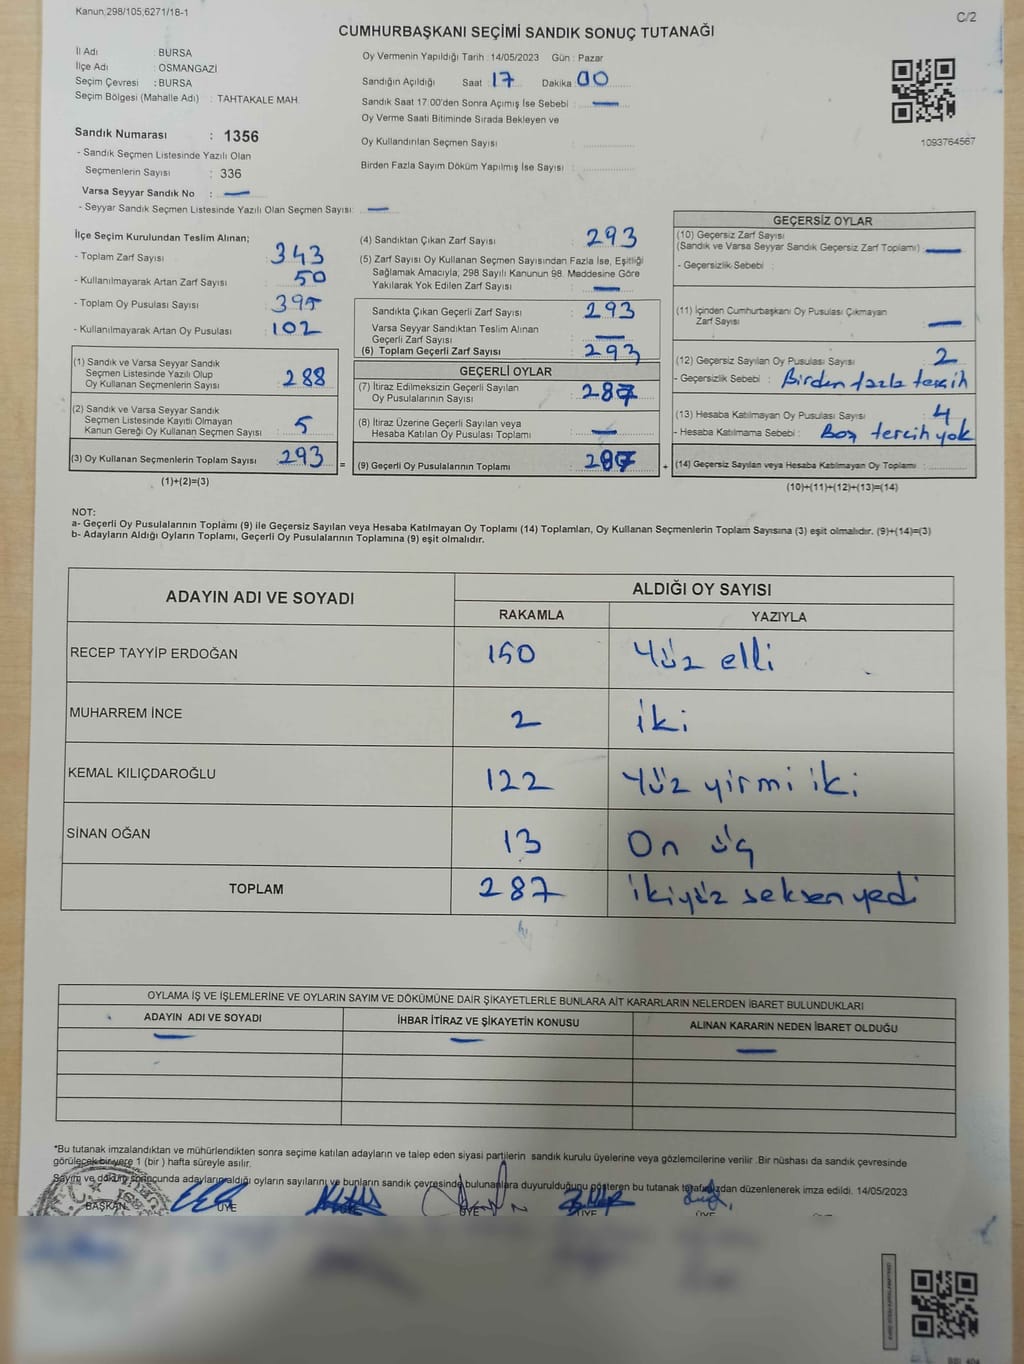 Kanun,298/105,6271/18-1
C/2
CUMHURBAŞKANI SEÇİMİ SANDIK SONUÇ TUTANAĞI
İl Adı : BURSA
İlçe Adı : OSMANGAZİ
Seçim Çevresi : BURSA
Seçim Bölgesi (Mahalle Adı) : TAHTAKALE MAH.
Oy Vermenin Yapıldığı Tarih : 14/05/2023 Gün : Pazar
Sandığın Açıldığı Saat : 17 Dakika : 00
Sandık Saat 17:00'den Sonra Açımış İse Sebebi : —
Oy Verme Saati Bitiminde Sırada Bekleyen ve
Oy Kullandırılan Seçmen Sayısı :
Birden Fazla Sayım Döküm Yapılmış İse Sayısı :
1093764567
Sandık Numarası : 1356
- Sandık Seçmen Listesinde Yazılı Olan
Seçmenlerin Sayısı : 336
Varsa Seyyar Sandık No : —
- Seyyar Sandık Seçmen Listesinde Yazılı Olan Seçmen Sayısı: —
İlçe Seçim Kurulundan Teslim Alınan;
- Toplam Zarf Sayısı : 343
- Kullanılmayarak Artan Zarf Sayısı : 50
- Toplam Oy Pusulası Sayısı : 395
- Kullanılmayarak Artan Oy Pusulası : 102
(1) Sandık ve Varsa Seyyar Sandık
Seçmen Listesinde Yazılı Olup
Oy Kullanan Seçmenlerin Sayısı : 288
(2) Sandık ve Varsa Seyyar Sandık
Seçmen Listesinde Kayıtlı Olmayan
Kanun Gereği Oy Kullanan Seçmen Sayısı : 5
(3) Oy Kullanan Seçmenlerin Toplam Sayısı : 293
(1)+(2)=(3)
(4) Sandıktan Çıkan Zarf Sayısı : 293
(5) Zarf Sayısı Oy Kullanan Seçmen Sayısından Fazla İse, Eşitliği
Sağlamak Amacıyla, 298 Sayılı Kanunun 98. Maddesine Göre
Yakılarak Yok Edilen Zarf Sayısı : —
Sandıkta Çıkan Geçerli Zarf Sayısı : 293
Varsa Seyyar Sandıktan Teslim Alınan
Geçerli Zarf Sayısı : —
(6) Toplam Geçerli Zarf Sayısı : 293
GEÇERLİ OYLAR
(7) İtiraz Edilmeksizin Geçerli Sayılan
Oy Pusulalarının Sayısı : 287
(8) İtiraz Üzerine Geçerli Sayılan veya
Hesaba Katılan Oy Pusulası Toplamı : —
= (9) Geçerli Oy Pusulalarının Toplamı : 287
GEÇERSİZ OYLAR
(10) Geçersiz Zarf Sayısı
(Sandık ve Varsa Seyyar Sandık Geçersiz Zarf Toplamı) : —
- Geçersizlik Sebebi :
(11) İçinden Cumhurbaşkanı Oy Pusulası Çıkmayan
Zarf Sayısı : —
(12) Geçersiz Sayılan Oy Pusulası Sayısı : 2
- Geçersizlik Sebebi : Birden fazla tercih
(13) Hesaba Katılmayan Oy Pusulası Sayısı : 4
- Hesaba Katılmama Sebebi : Boş tercih yok
+ (14) Geçersiz Sayılan veya Hesaba Katılmayan Oy Toplamı :
(10)+(11)+(12)+(13)=(14)
NOT:
a- Geçerli Oy Pusulalarının Toplamı (9) ile Geçersiz Sayılan veya Hesaba Katılmayan Oy Toplamı (14) Toplamları, Oy Kullanan Seçmenlerin Toplam Sayısına (3) eşit olmalıdır. (9)+(14)=(3)
b- Adayların Aldığı Oyların Toplamı, Geçerli Oy Pusulalarının Toplamına (9) eşit olmalıdır.
ADAYIN ADI VE SOYADI
ALDIĞI OY SAYISI
RAKAMLA YAZIYLA
RECEP TAYYİP ERDOĞAN 150 Yüz elli
MUHARREM İNCE 2 iki
KEMAL KILIÇDAROĞLU 122 Yüz yirmi iki
SİNAN OĞAN 13 On üç
TOPLAM 287 ikiyüz seksen yedi
OYLAMA İŞ VE İŞLEMLERİNE VE OYLARIN SAYIM VE DÖKÜMÜNE DAİR ŞİKAYETLERLE BUNLARA AİT KARARLARIN NELERDEN İBARET BULUNDUKLARI
ADAYIN ADI VE SOYADI İHBAR İTİRAZ VE ŞİKAYETİN KONUSU ALINAN KARARIN NEDEN İBARET OLDUĞU
— — —
*Bu tutanak imzalandıktan ve mühürlendikten sonra seçime katılan adayların ve talep eden siyasi partilerin sandık kurulu üyelerine veya gözlemcilerine verilir .Bir nüshası da sandık çevresinde
görülecek bir yere 1 (bir ) hafta süreyle asılır.
Sayım ve döküm sonucunda adayların aldığı oyların sayılarını ve bunların sandık çevresinde bulunanlara duyurulduğunu gösteren bu tutanak tarafımızdan düzenlenerek imza edildi. 14/05/2023
BAŞKAN ÜYE ÜYE ÜYE ÜYE ÜYE